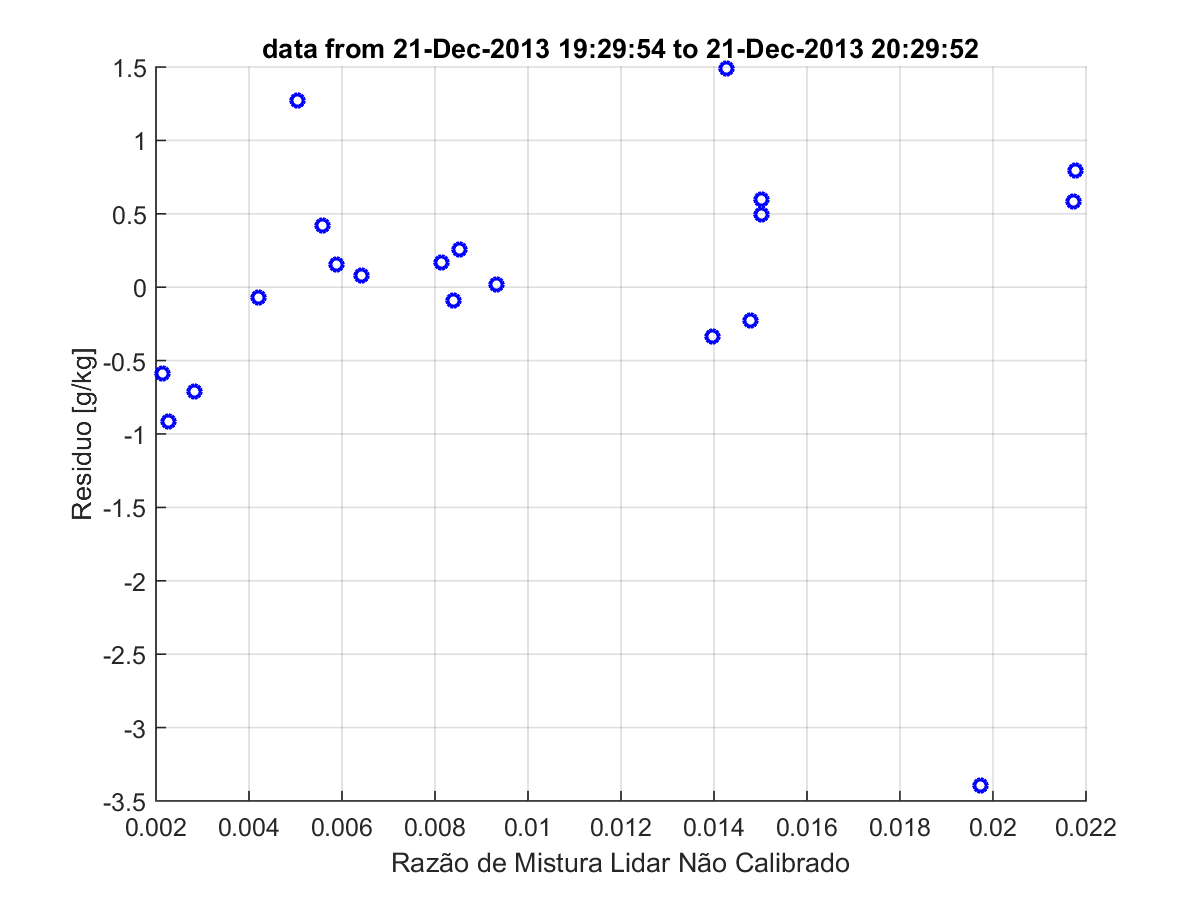 data from 21-Dec-2013 19:29:54 to 21-Dec-2013 20:29:52
1.5
1
0.5
0
-0.5
-1
-1.5
-2
-2.5
-3
-3.5
Residuo [g/kg]
0.002 0.004 0.006 0.008 0.01 0.012 0.014 0.016 0.018 0.02 0.022
Razão de Mistura Lidar Não Calibrado